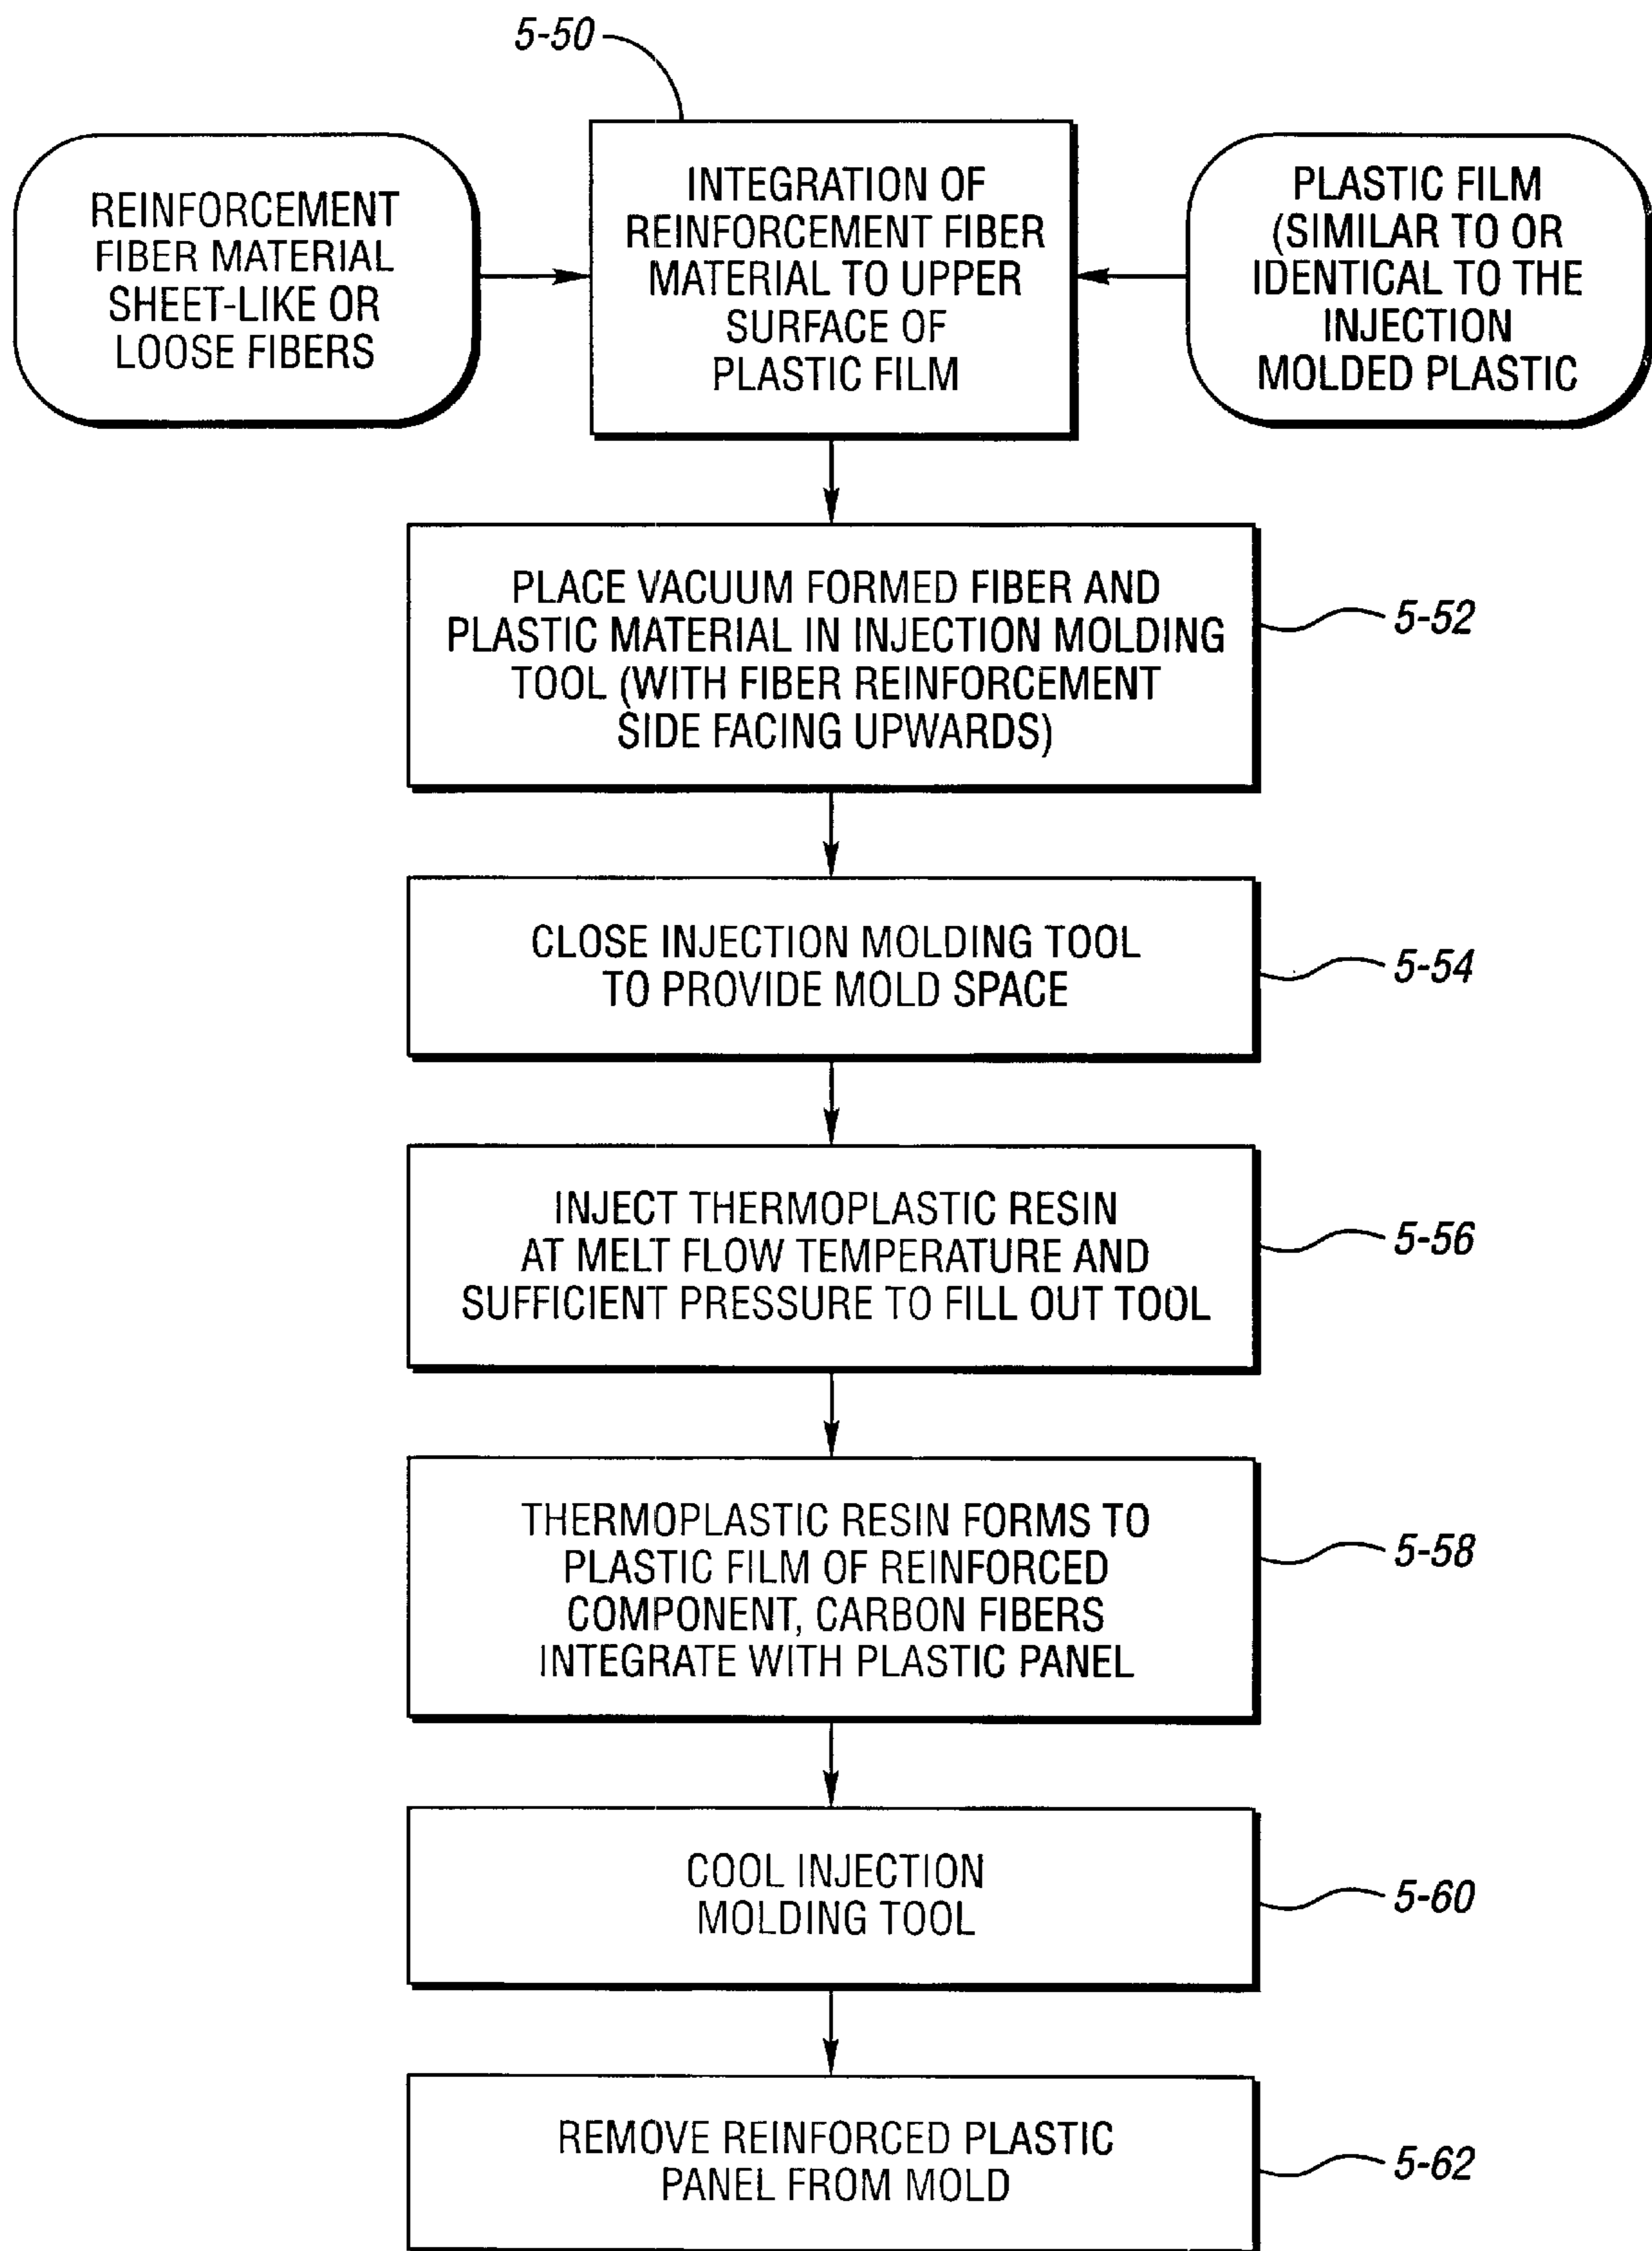 5-50
REINFORCEMENT
FIBER MATERIAL
SHEET-LIKE OR
LOOSE FIBERS
INTEGRATION OF
REINFORCEMENT FIBER
MATERIAL TO UPPER
SURFACE OF
PLASTIC FILM
PLASTIC FILM
(SIMILAR TO OR
IDENTICAL TO THE
INJECTION
MOLDED PLASTIC
PLACE VACUUM FORMED FIBER AND
PLASTIC MATERIAL IN INJECTION MOLDING
TOOL (WITH FIBER REINFORCEMENT
SIDE FACING UPWARDS)
5-52
CLOSE INJECTION MOLDING TOOL
TO PROVIDE MOLD SPACE
5-54
INJECT THERMOPLASTIC RESIN
AT MELT FLOW TEMPERATURE AND
SUFFICIENT PRESSURE TO FILL OUT TOOL
5-56
THERMOPLASTIC RESIN FORMS TO
PLASTIC FILM OF REINFORCED
COMPONENT, CARBON FIBERS
INTEGRATE WITH PLASTIC PANEL
5-58
COOL INJECTION
MOLDING TOOL
5-60
REMOVE REINFORCED PLASTIC
PANEL FROM MOLD
5-62